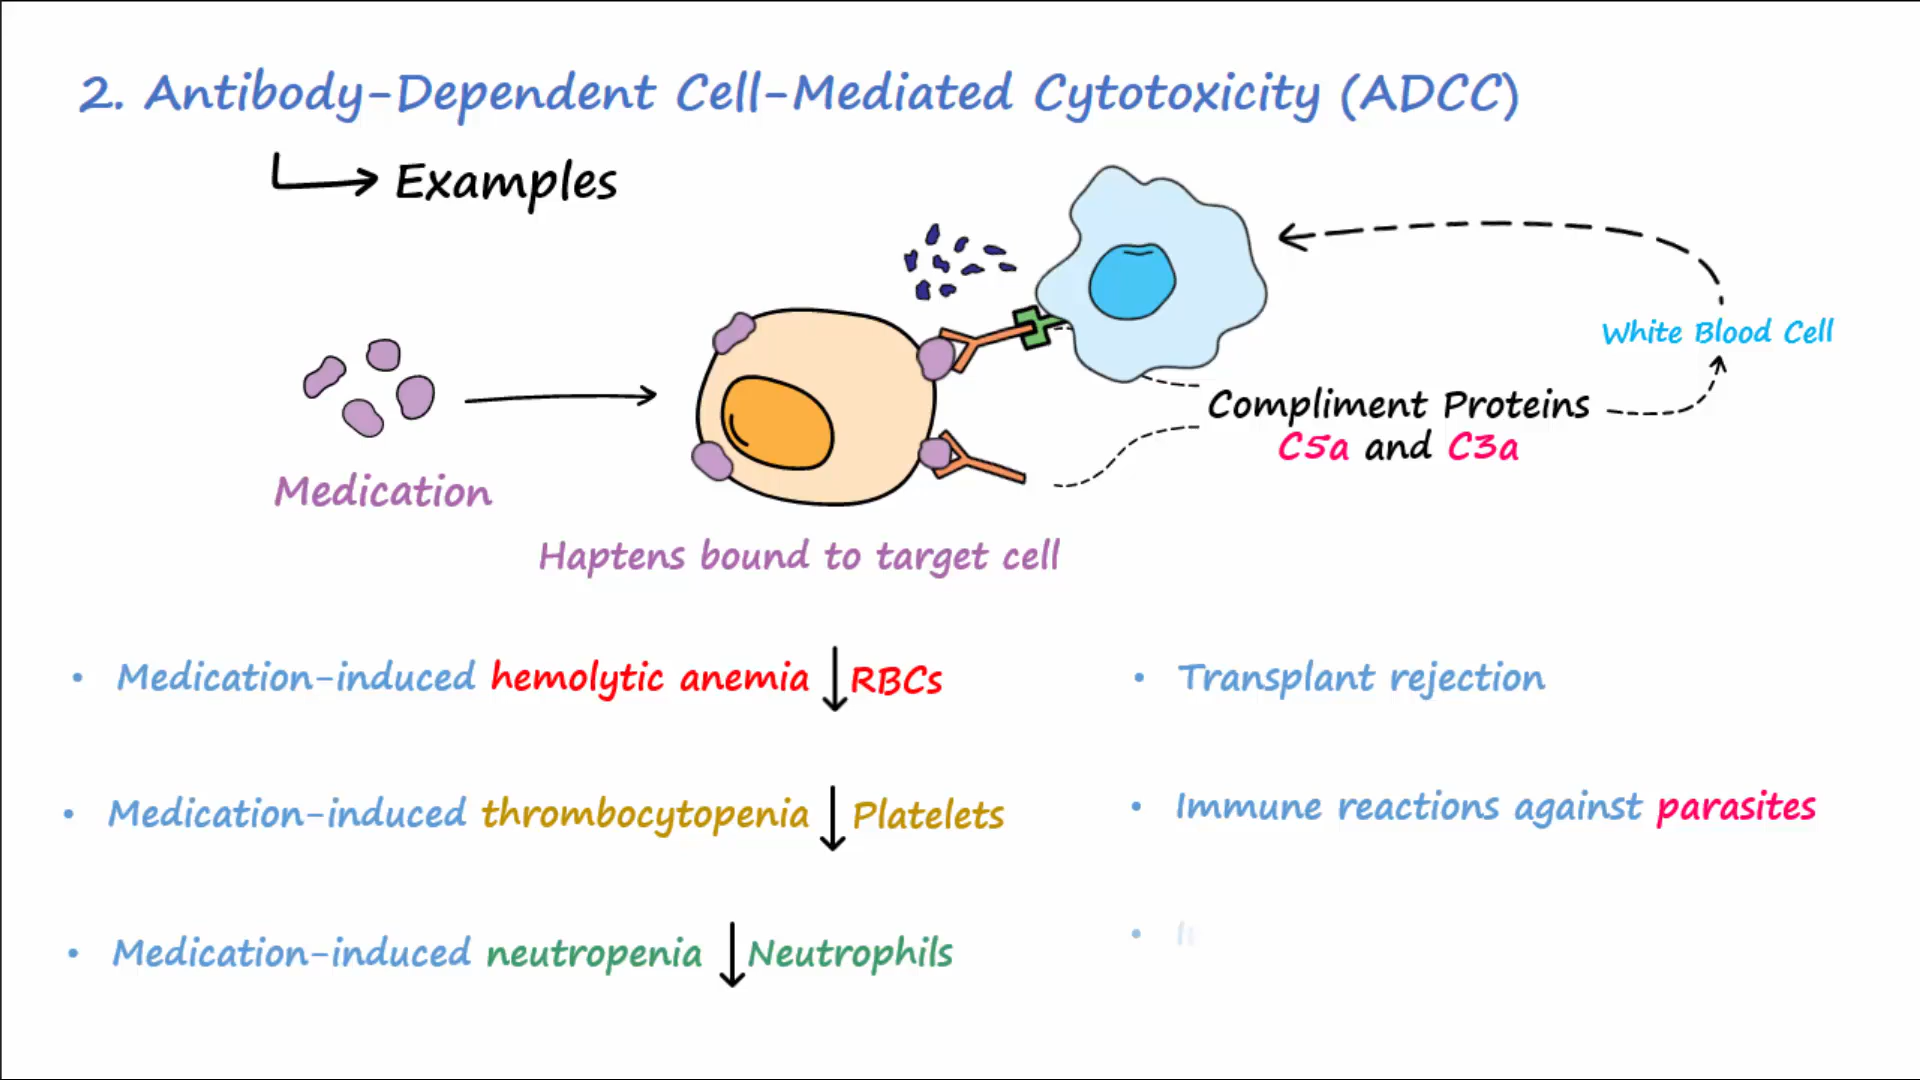 2. Antibody-Dependent Cell-Mediated Cytotoxicity (ADCC)
Examples
White Blood Cell
Compliment Proteins
C5a and C3a
Medication
Haptens bound to target cell
• Medication-induced hemolytic anemia ↓ RBCs
• Medication-induced thrombocytopenia ↓ Platelets
• Medication-induced neutropenia ↓ Neutrophils
• Transplant rejection
• Immune reactions against parasites